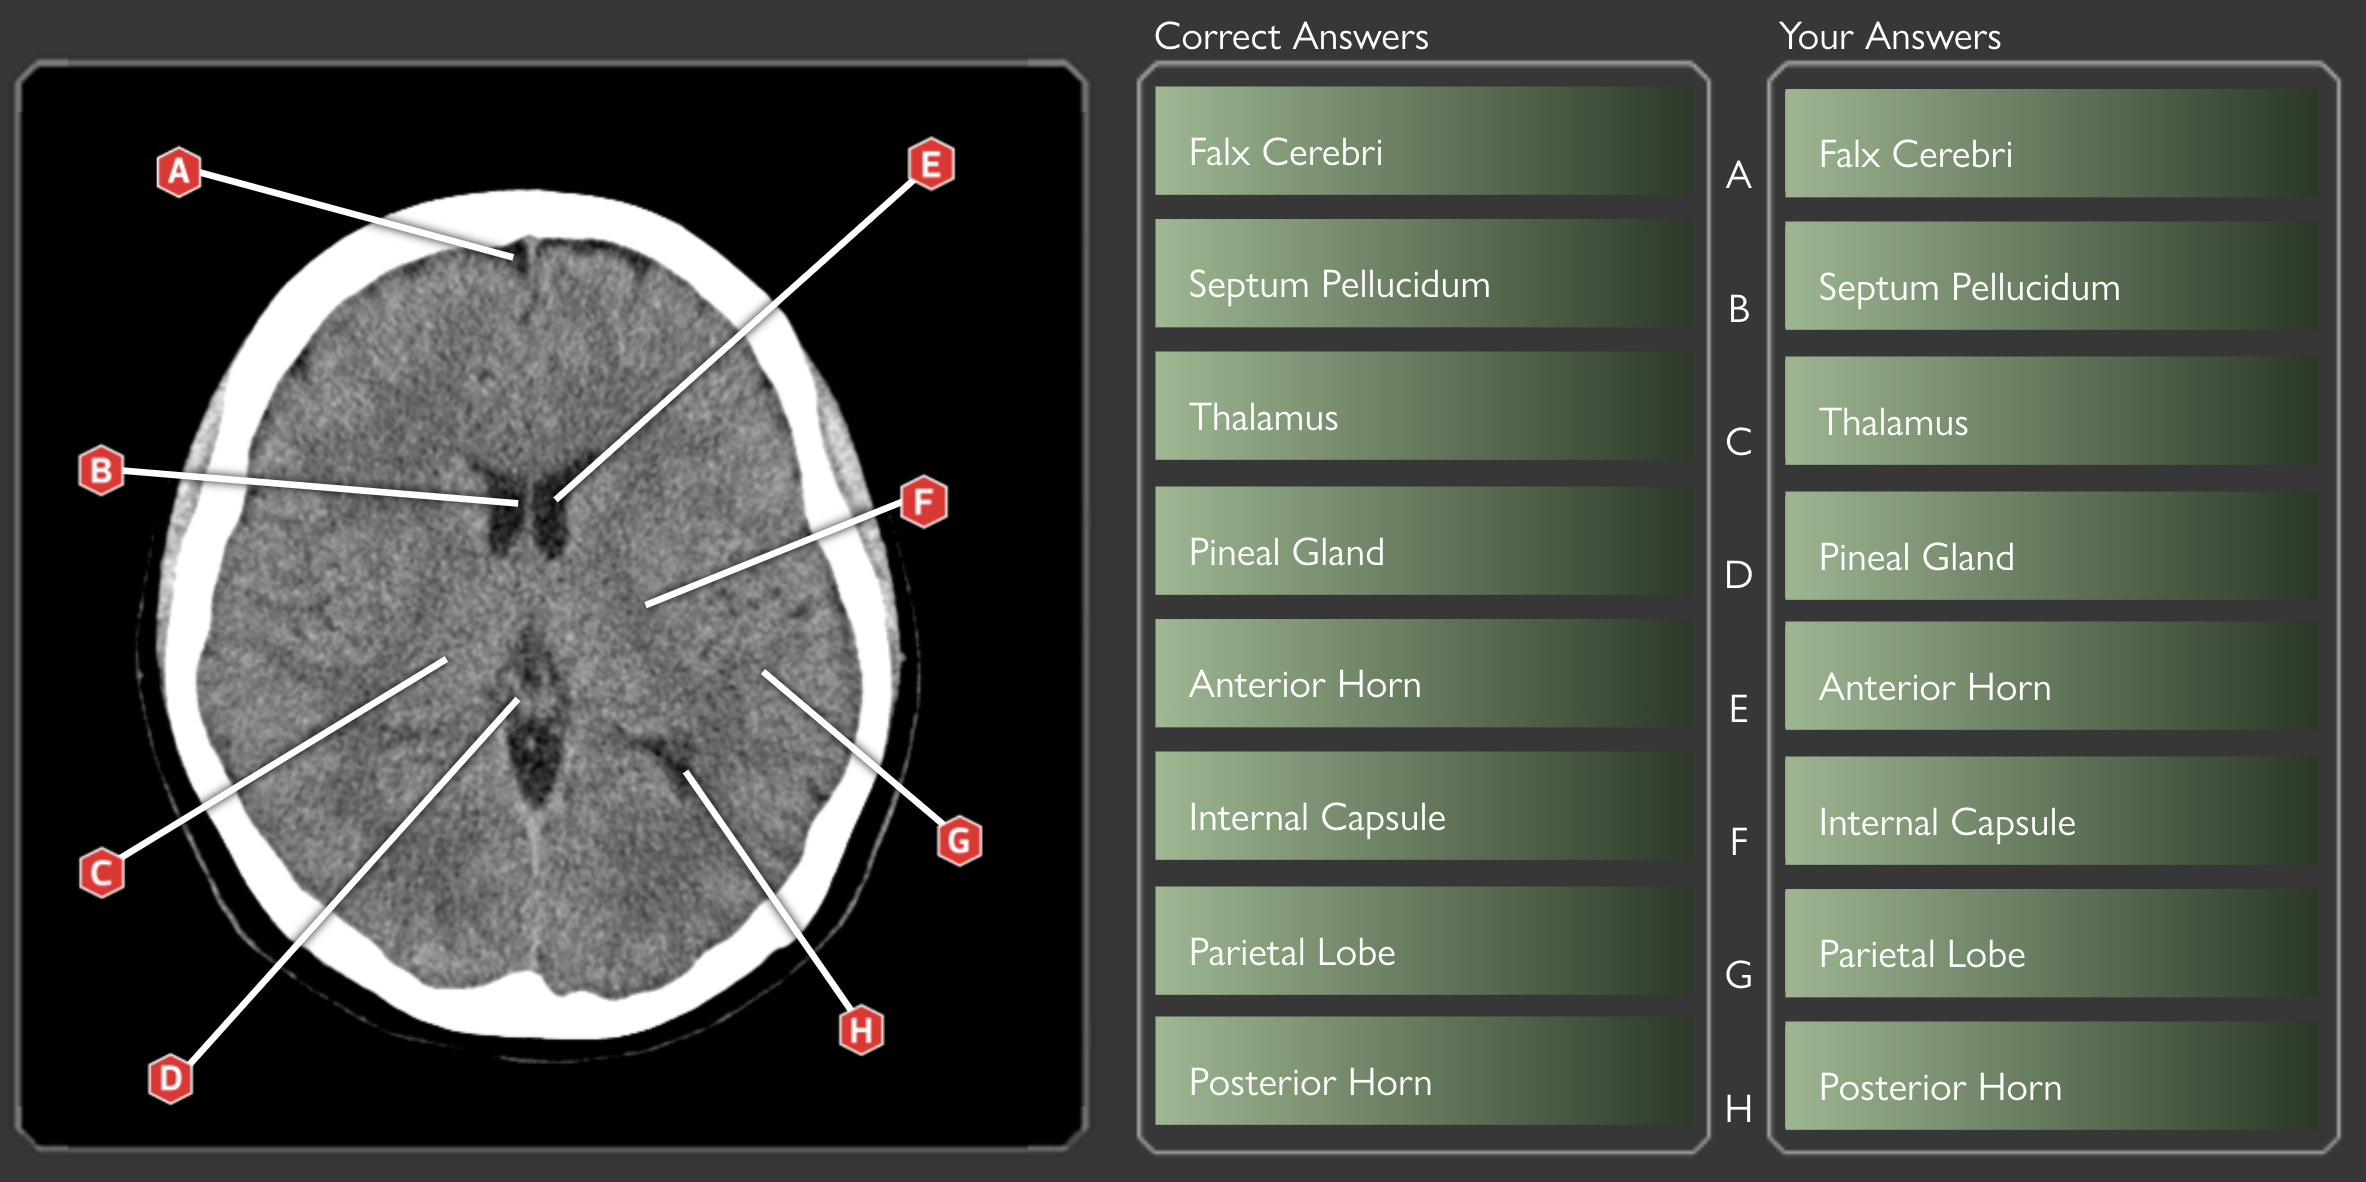 Correct Answers
Your Answers
A
E
B
F
C
G
H
D
Falx Cerebri
Septum Pellucidum
Thalamus
Pineal Gland
Anterior Horn
Internal Capsule
Parietal Lobe
Posterior Horn
A
B
C
D
E
F
G
H
Falx Cerebri
Septum Pellucidum
Thalamus
Pineal Gland
Anterior Horn
Internal Capsule
Parietal Lobe
Posterior Horn